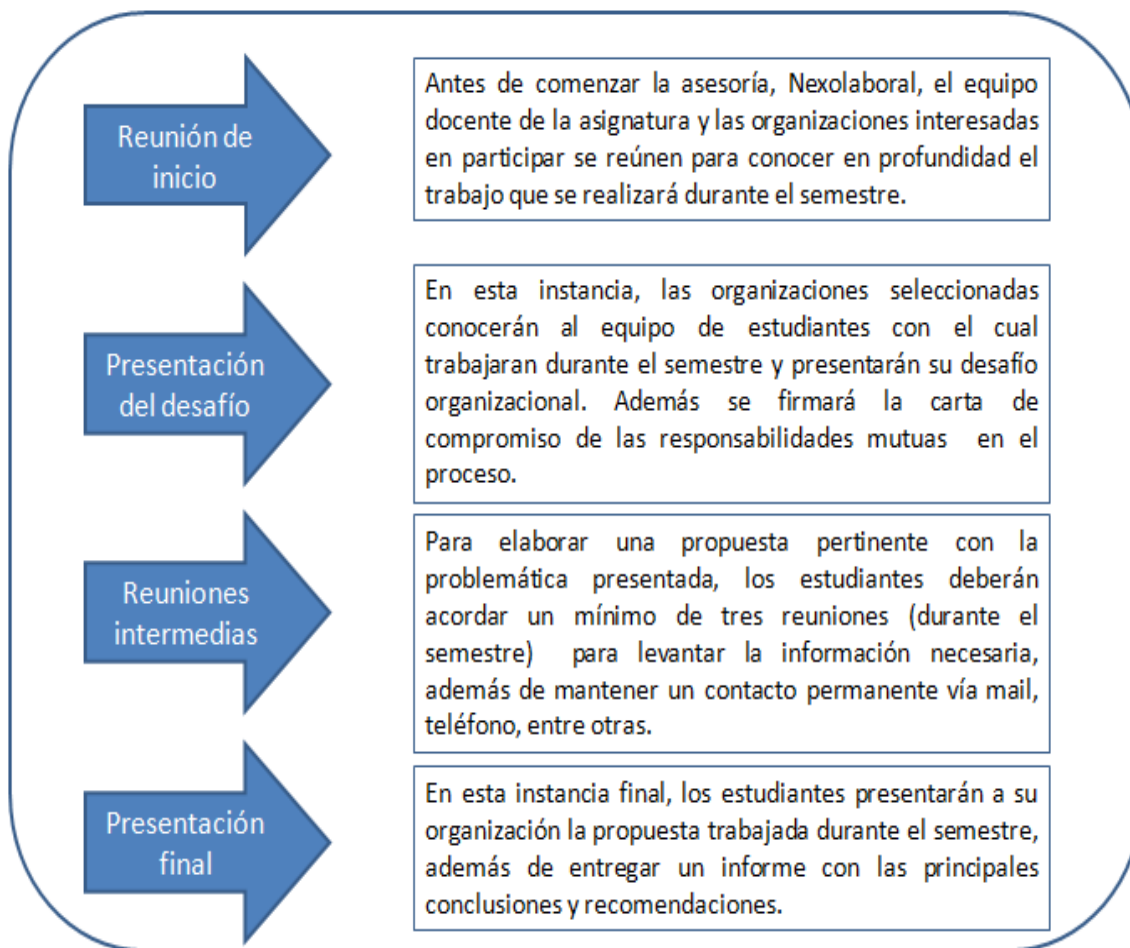 Reunión de
inicio
Antes de comenzar la asesoría, Nexolaboral, el equipo
docente de la asignatura y las organizaciones interesadas
en participar se reúnen para conocer en profundidad el
trabajo que se realizará durante el semestre.
Presentación
del desafío
En esta instancia, las organizaciones seleccionadas
conocerán al equipo de estudiantes con el cual
trabajaran durante el semestre y presentarán su desafío
organizacional. Además se firmará la carta de
compromiso de las responsabilidades mutuas en el
proceso.
Reuniones
intermedias
Para elaborar una propuesta pertinente con la
problemática presentada, los estudiantes deberán
acordar un mínimo de tres reuniones (durante el
semestre) para levantar la información necesaria,
además de mantener un contacto permanente vía mail,
teléfono, entre otras.
Presentación
final
En esta instancia final, los estudiantes presentarán a su
organización la propuesta trabajada durante el semestre,
además de entregar un informe con las principales
conclusiones y recomendaciones.